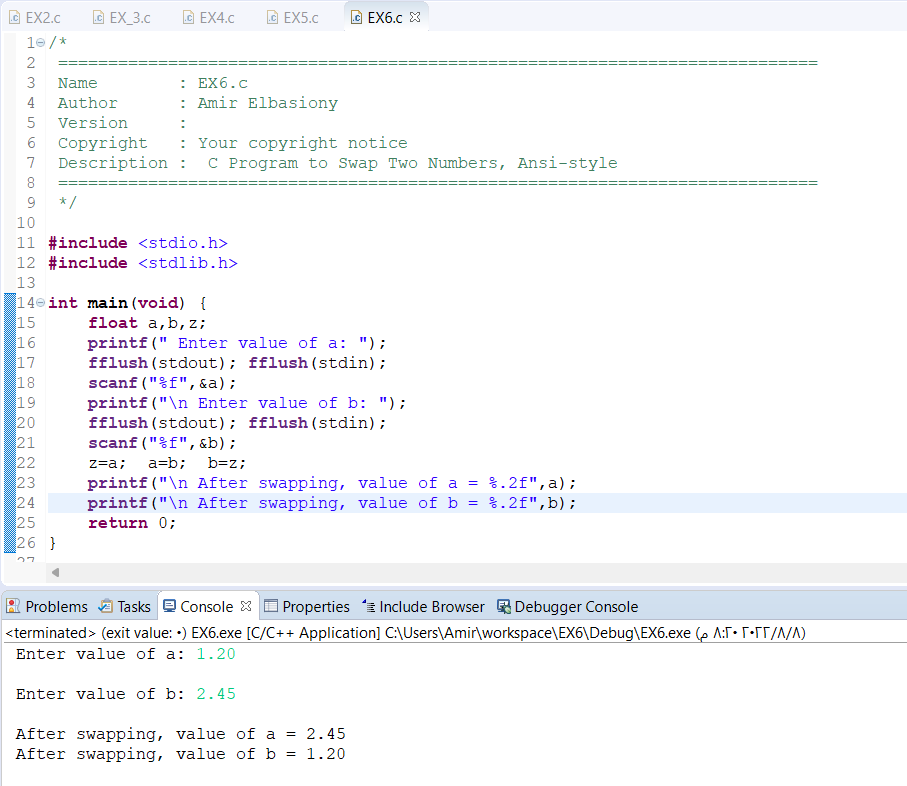 EX2.c EX_3.c EX4.c EX5.c EX6.c
1 /*
2 ============================================================================
3 Name : EX6.c
4 Author : Amir Elbasiony
5 Version :
6 Copyright : Your copyright notice
7 Description : C Program to Swap Two Numbers, Ansi-style
8 ============================================================================
9 */
10
11 #include <stdio.h>
12 #include <stdlib.h>
13
14 int main(void) {
15 float a,b,z;
16 printf(" Enter value of a: ");
17 fflush(stdout); fflush(stdin);
18 scanf("%f",&a);
19 printf("\n Enter value of b: ");
20 fflush(stdout); fflush(stdin);
21 scanf("%f",&b);
22 z=a; a=b; b=z;
23 printf("\n After swapping, value of a = %.2f",a);
24 printf("\n After swapping, value of b = %.2f",b);
25 return 0;
26 }
27
Problems Tasks Console Properties Include Browser Debugger Console
<terminated> (exit value: ٠) EX6.exe [C/C++ Application] C:\Users\Amir\workspace\EX6\Debug\EX6.exe (٨/٨/٢٠٢٢ ٨:٢٠ م)
Enter value of a: 1.20
Enter value of b: 2.45
After swapping, value of a = 2.45
After swapping, value of b = 1.20